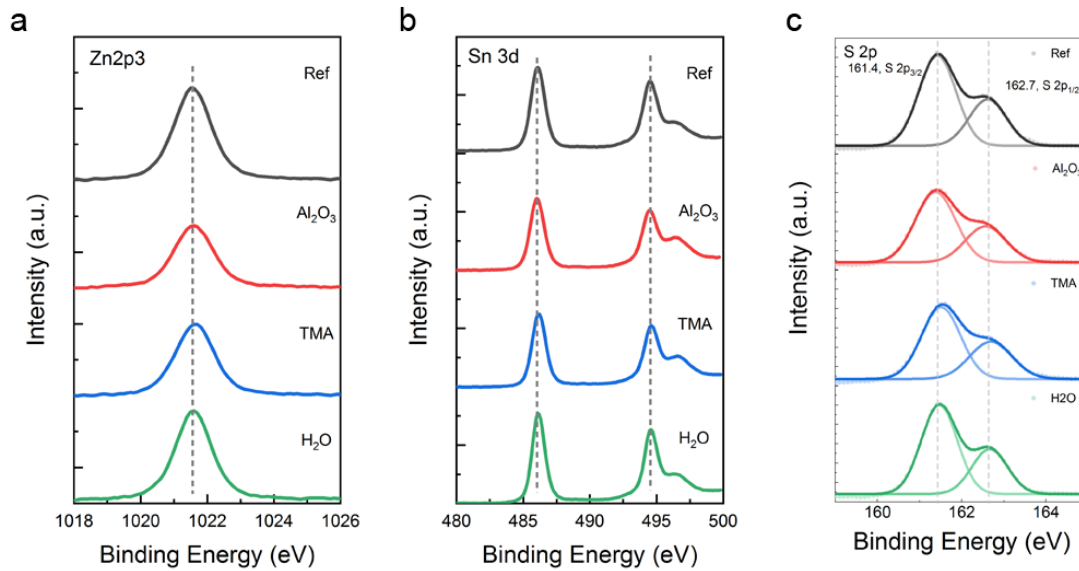 a
Zn2p3
Ref
Al₂O₃
TMA
H₂O
Intensity (a.u.)
1018 1020 1022 1024 1026
Binding Energy (eV)
b
Sn 3d
Ref
Al₂O₃
TMA
H₂O
Intensity (a.u.)
480 485 490 495 500
Binding Energy (eV)
c
S 2p
Ref
161.4, S 2p₃/₂
162.7, S 2p₁/₂
Al₂O₃
TMA
H2O
Intensity (a.u.)
160 162 164
Binding Energy (eV)